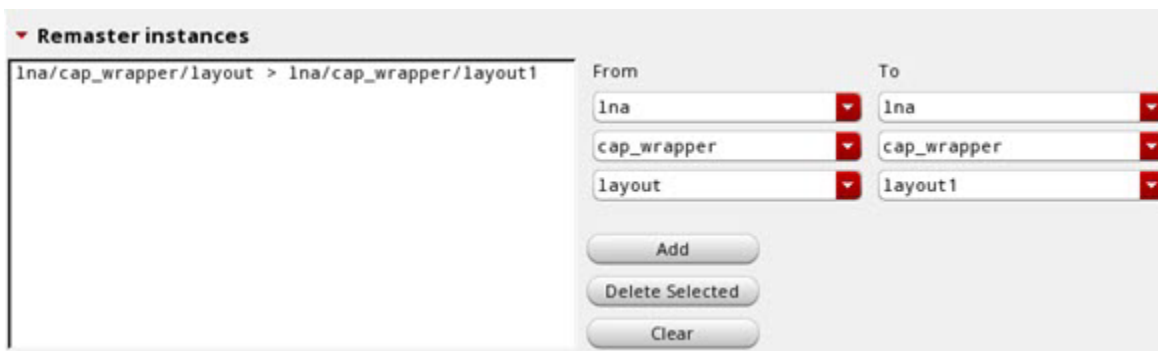 Remaster instances
lna/cap_wrapper/layout > lna/cap_wrapper/layout1
From
To
lna
lna
cap_wrapper
cap_wrapper
layout
layout1
Add
Delete Selected
Clear